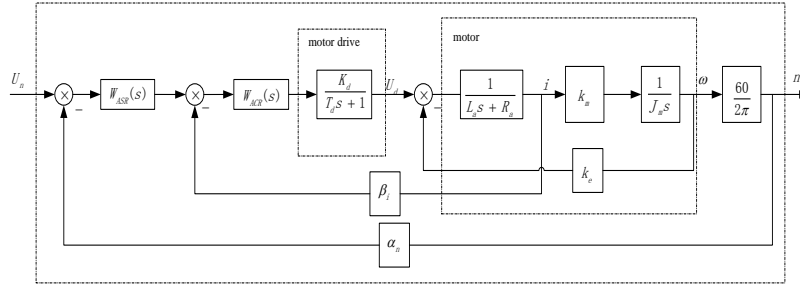 motor drive
motor
U_n
−
W_ASR(s)
−
W_ACR(s)
K_d
T_d s + 1
U_d
−
1
L_a s + R_a
i
k_m
1
J_m s
ω
60
2π
n
k_e
β_i
α_n